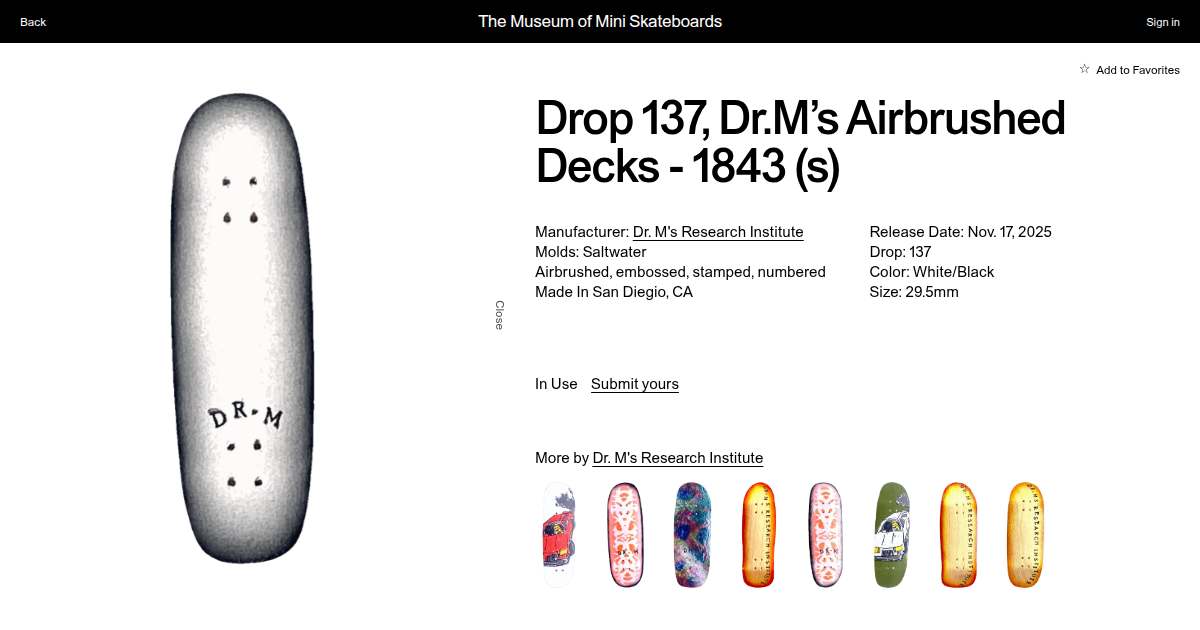 Back
The Museum of Mini Skateboards
Sign in
☆ Add to Favorites
Drop 137, Dr.M’s Airbrushed
Decks - 1843 (s)
Manufacturer: Dr. M's Research Institute
Molds: Saltwater
Airbrushed, embossed, stamped, numbered
Made In San Diegio, CA
Release Date: Nov. 17, 2025
Drop: 137
Color: White/Black
Size: 29.5mm
Close
DR.M
In Use Submit yours
More by Dr. M's Research Institute